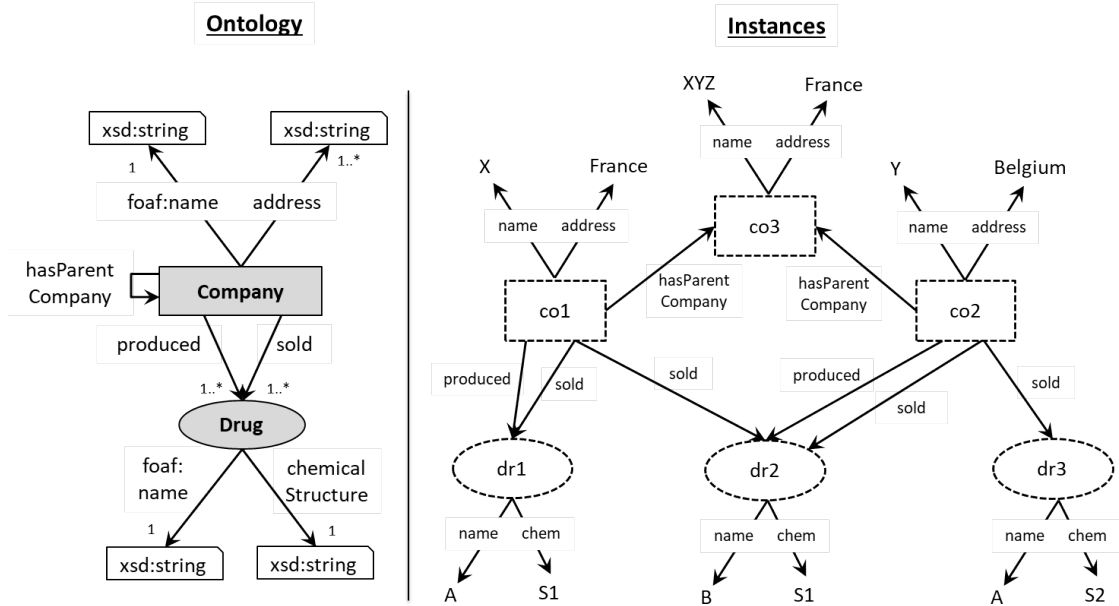 Ontology
xsd:string
xsd:string
1
1..*
foaf:name
address
hasParent
Company
Company
produced
sold
1..*
1..*
Drug
foaf:
name
chemical
Structure
1
1
xsd:string
xsd:string
Instances
XYZ
France
name
address
X
France
Y
Belgium
name
address
co3
name
address
hasParent
Company
hasParent
Company
co1
co2
produced
sold
sold
produced
sold
sold
dr1
dr2
dr3
name
chem
name
chem
name
chem
A
S1
B
S1
A
S2